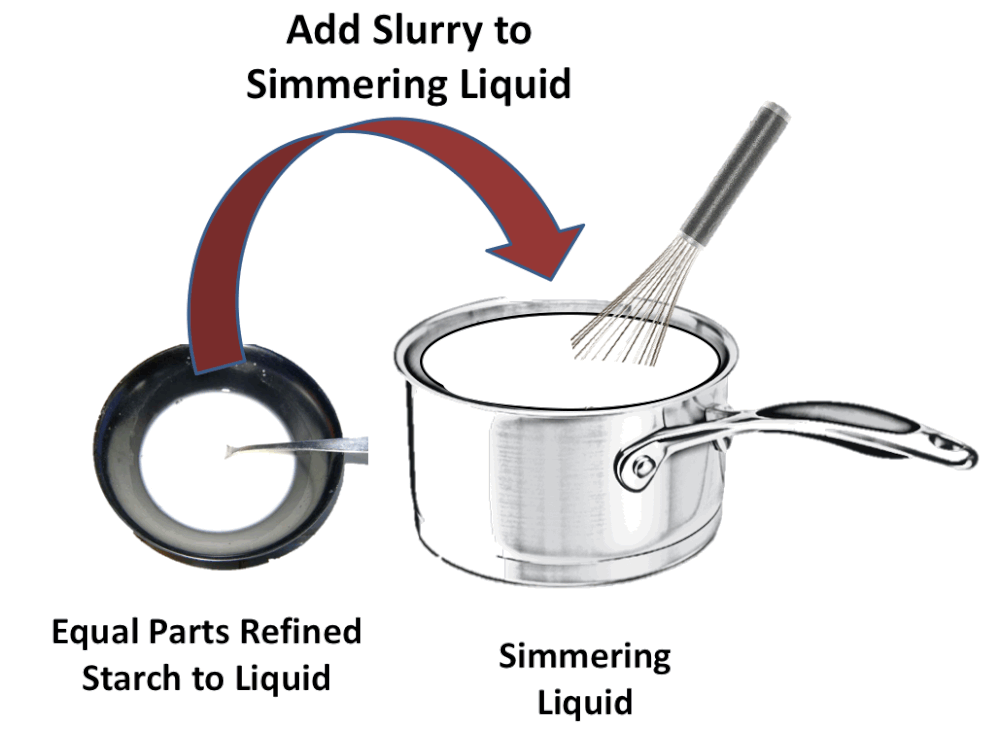 Add Slurry to
Simmering Liquid
Equal Parts Refined
Starch to Liquid
Simmering
Liquid